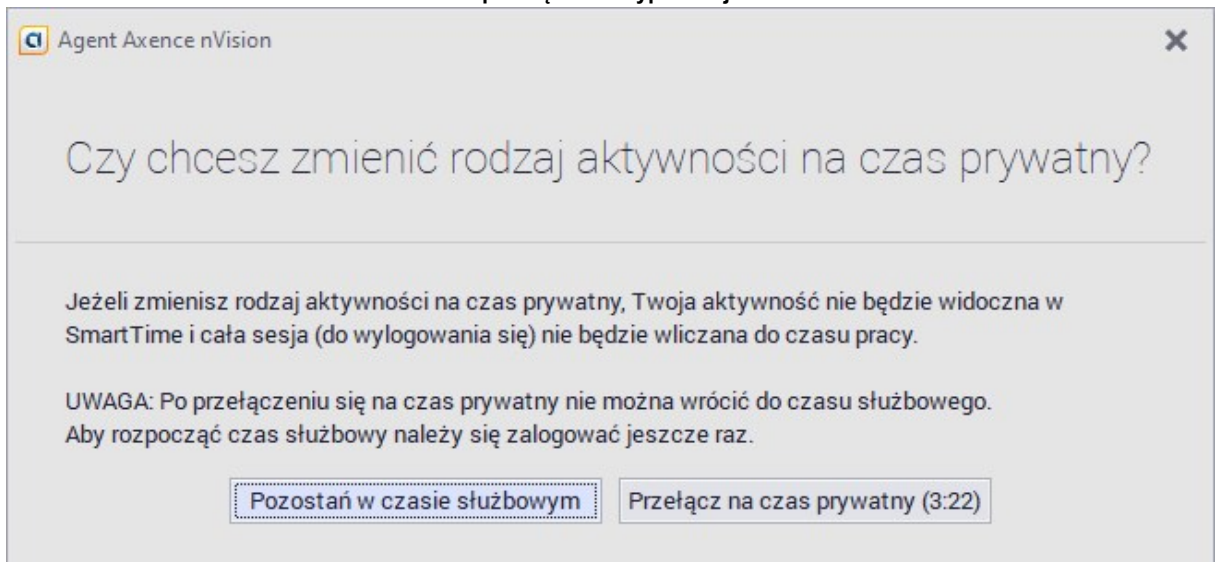 Agent Axence nVision
Czy chcesz zmienić rodzaj aktywności na czas prywatny?
Jeżeli zmienisz rodzaj aktywności na czas prywatny, Twoja aktywność nie będzie widoczna w
SmartTime i cała sesja (do wylogowania się) nie będzie wliczana do czasu pracy.
UWAGA: Po przełączeniu się na czas prywatny nie można wrócić do czasu służbowego.
Aby rozpocząć czas służbowy należy się zalogować jeszcze raz.
Pozostań w czasie służbowym
Przełącz na czas prywatny (3:22)